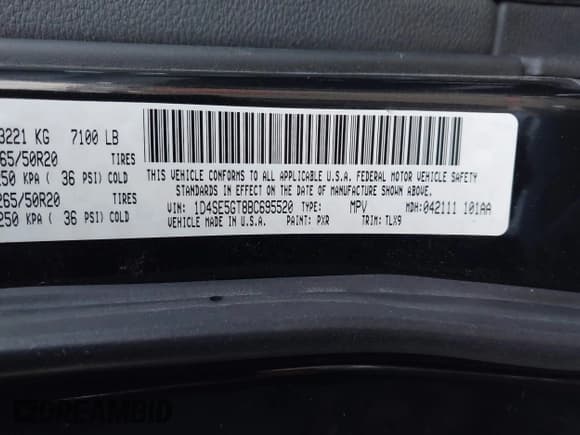 3221 KG 7100 LB
65/50R20 TIRES
250 KPA ( 36 PSI) COLD
265/50R20 TIRES
250 KPA ( 36 PSI) COLD
THIS VEHICLE CONFORMS TO ALL APPLICABLE U.S.A. FEDERAL MOTOR VEHICLE SAFETY
STANDARDS IN EFFECT ON THE DATE OF MANUFACTURE SHOWN ABOVE.
VIN: 1D4SE5GT8BC695520 TYPE: MPV MDH:042111 101AA
VEHICLE MADE IN U.S.A. PAINT: PXR TRIM: TLX9
DREAMBID